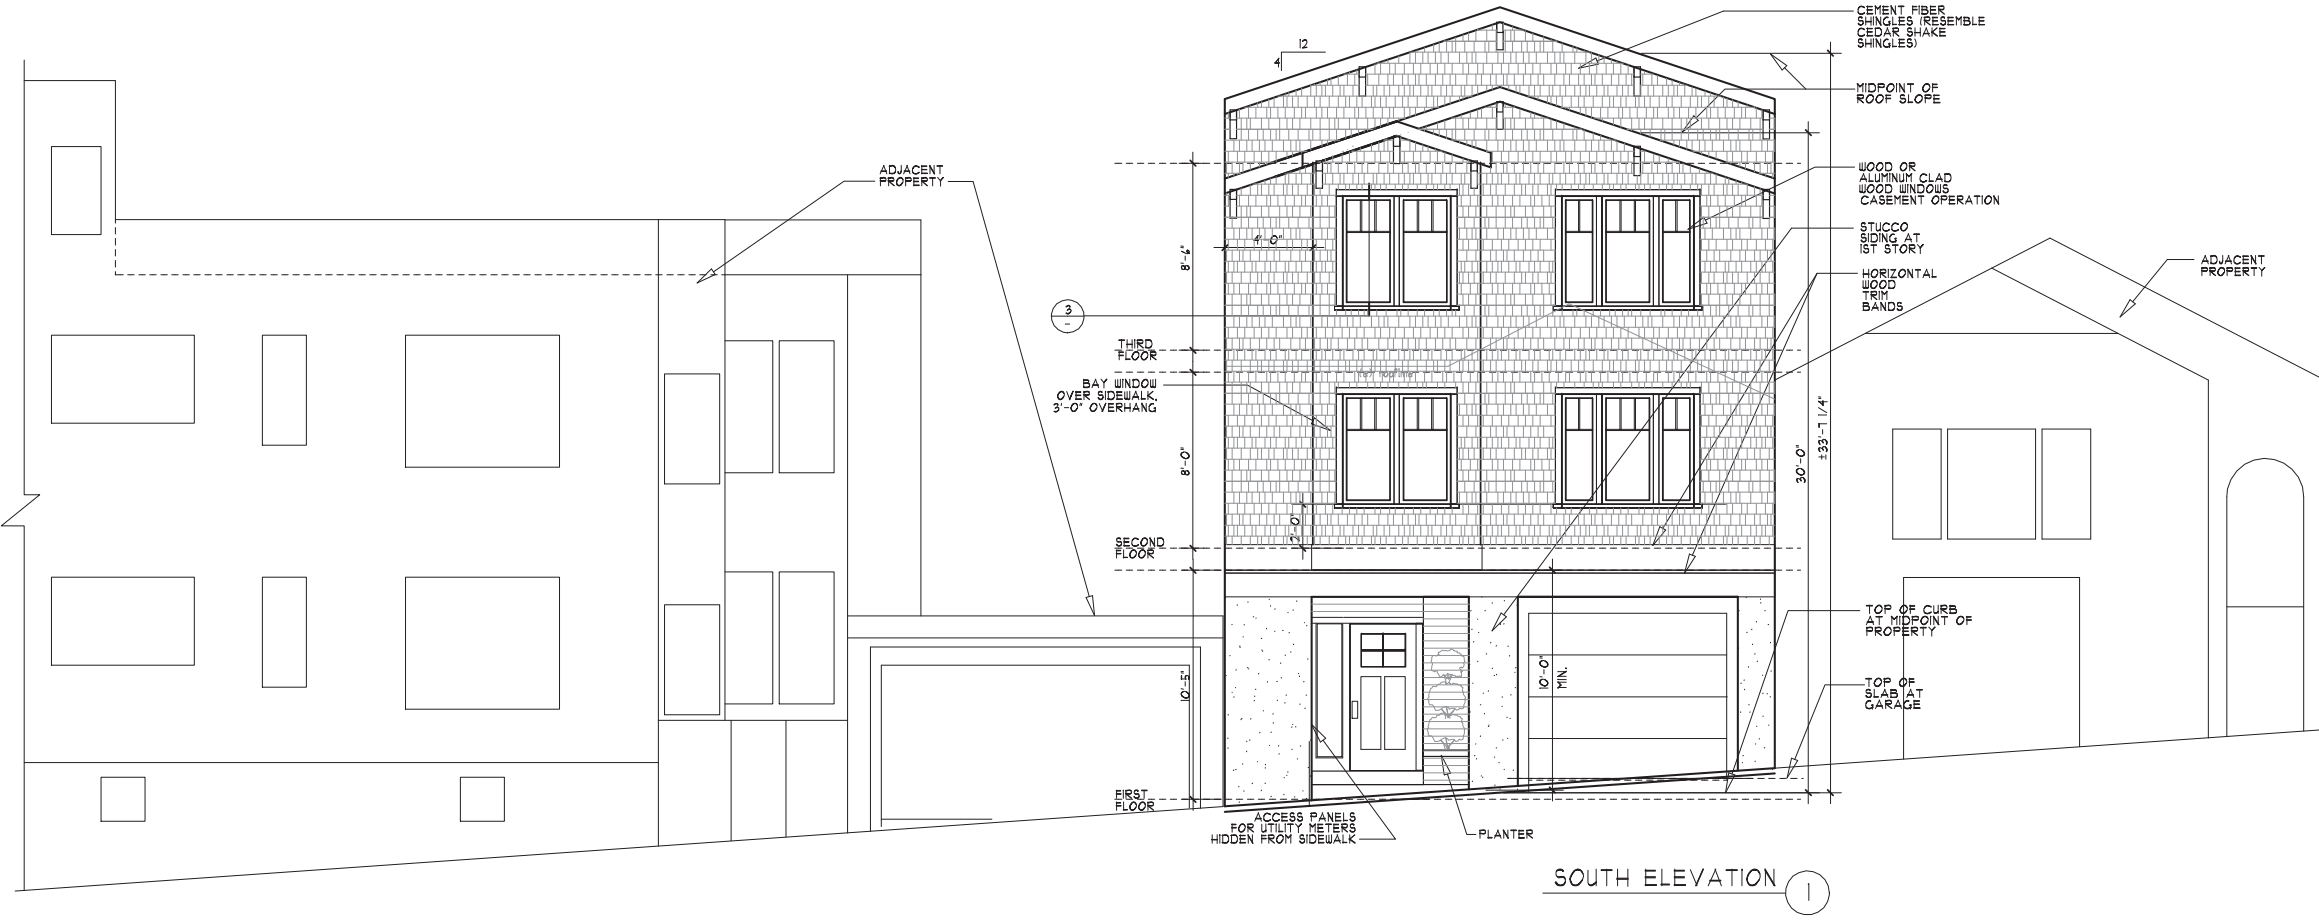 CEMENT FIBER
SHINGLES (RESEMBLE
CEDAR SHAKE
SHINGLES)
12
4
MIDPOINT OF
ROOF SLOPE
ADJACENT
PROPERTY
WOOD OR
ALUMINUM CLAD
WOOD WINDOWS
CASEMENT OPERATION
STUCCO
SIDING AT
1ST STORY
4'-0"
8'-6"
ADJACENT
PROPERTY
HORIZONTAL
WOOD
TRIM
BANDS
3
-
THIRD
FLOOR
(e) roofline
BAY WINDOW
OVER SIDEWALK,
3'-0" OVERHANG
8'-0"
30'-0"
±33'-7 1/4"
2'-0"
SECOND
FLOOR
TOP OF CURB
AT MIDPOINT OF
PROPERTY
10'-5"
10'-0"
MIN.
TOP OF
SLAB AT
GARAGE
FIRST
FLOOR
ACCESS PANELS
FOR UTILITY METERS
HIDDEN FROM SIDEWALK
PLANTER
SOUTH ELEVATION
1